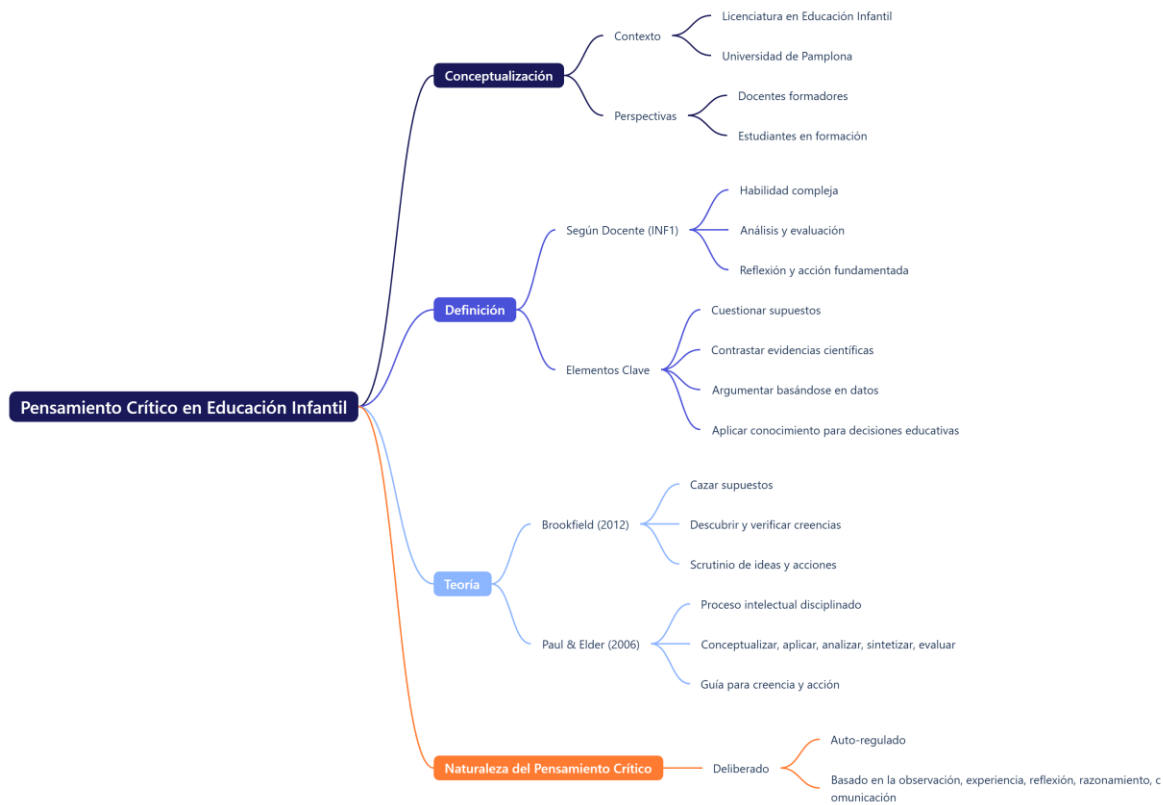 Pensamiento Crítico en Educación Infantil
Conceptualización
Contexto
Licenciatura en Educación Infantil
Universidad de Pamplona
Perspectivas
Docentes formadores
Estudiantes en formación
Definición
Según Docente (INF1)
Habilidad compleja
Análisis y evaluación
Reflexión y acción fundamentada
Elementos Clave
Cuestionar supuestos
Contrastar evidencias científicas
Argumentar basándose en datos
Aplicar conocimiento para decisiones educativas
Teoría
Brookfield (2012)
Cazar supuestos
Descubrir y verificar creencias
Scrutinio de ideas y acciones
Paul & Elder (2006)
Proceso intelectual disciplinado
Conceptualizar, aplicar, analizar, sintetizar, evaluar
Guía para creencia y acción
Naturaleza del Pensamiento Crítico
Deliberado
Auto-regulado
Basado en la observación, experiencia, reflexión, razonamiento, c
omunicación